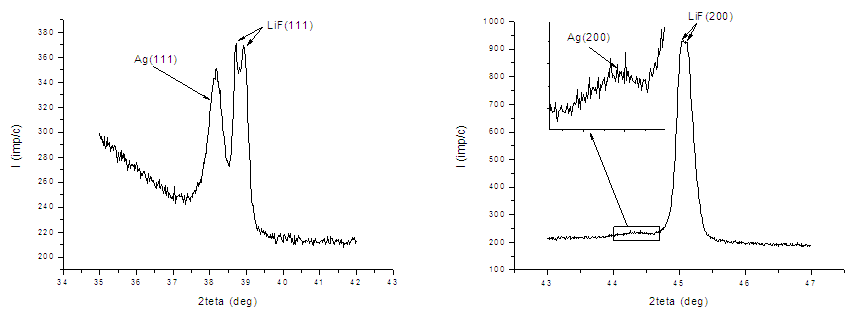 LiF(111)
Ag(111)
I (imp/c)
380
360
340
320
300
280
260
240
220
200
34 35 36 37 38 39 40 41 42 43
2teta (deg)
LiF(200)
Ag(200)
I (imp/c)
1000
900
800
700
600
500
400
300
200
100
43 44 45 46 47
2teta (deg)